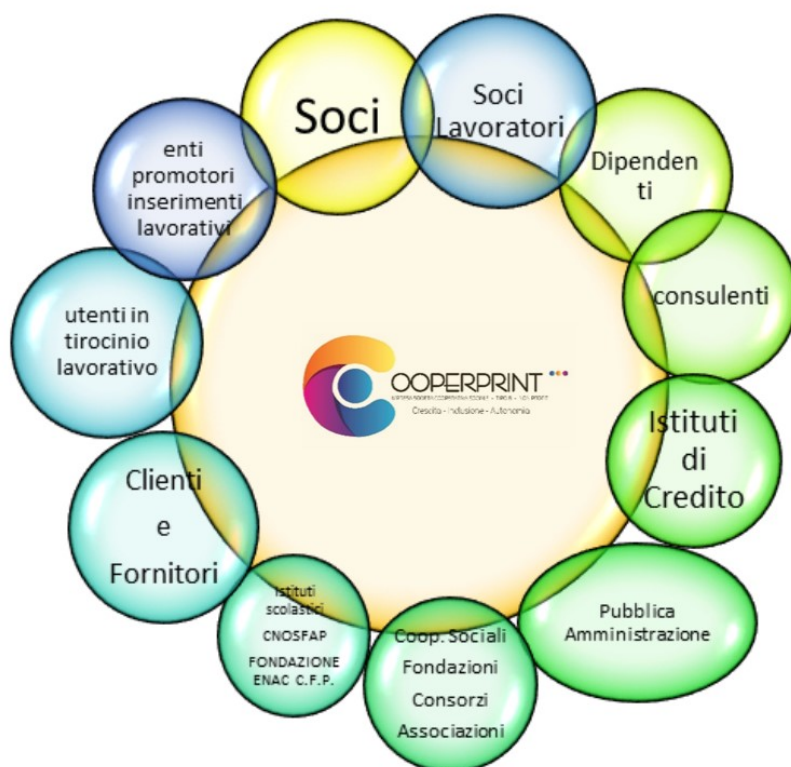 Soci
Soci
Lavoratori
Dipenden
ti
consulenti
Istituti
di
Credito
Pubblica
Amministrazione
Coop. Sociali
Fondazioni
Consorzi
Associazioni
Istituti
scolastici
CNOSFAP
FONDAZIONE
ENAC C.F.P.
Clienti
e
Fornitori
utenti in
tirocinio
lavorativo
enti
promotori
inserimenti
lavorativi
COOPERPRINT
Crescita - Inclusione - Autonomia